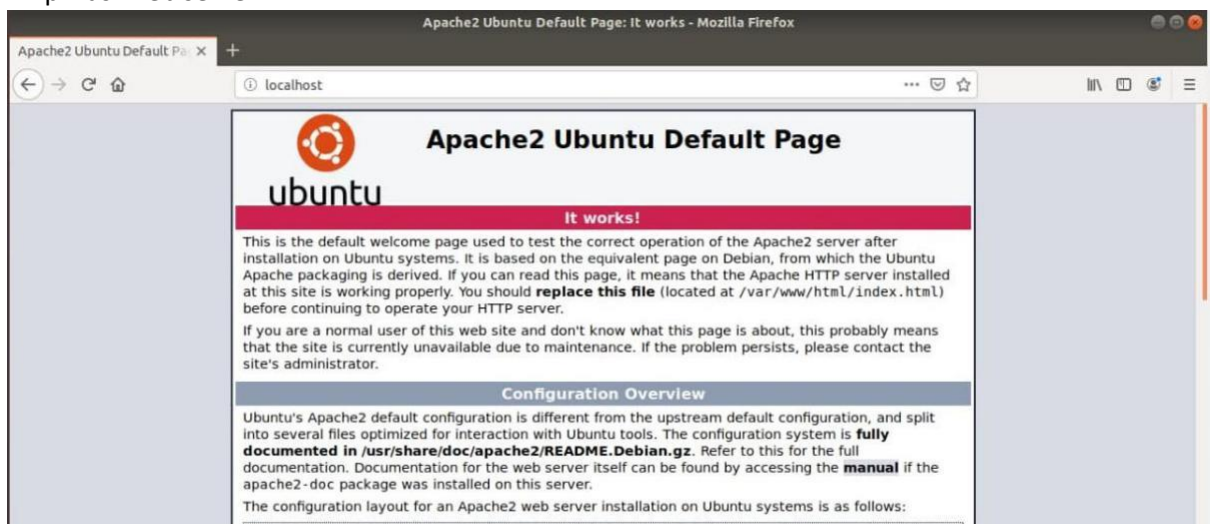 Apache2 Ubuntu Default Page: It works - Mozilla Firefox
Apache2 Ubuntu Default Pa
localhost
ubuntu
Apache2 Ubuntu Default Page
It works!
This is the default welcome page used to test the correct operation of the Apache2 server after
installation on Ubuntu systems. It is based on the equivalent page on Debian, from which the Ubuntu
Apache packaging is derived. If you can read this page, it means that the Apache HTTP server installed
at this site is working properly. You should replace this file (located at /var/www/html/index.html)
before continuing to operate your HTTP server.
If you are a normal user of this web site and don't know what this page is about, this probably means
that the site is currently unavailable due to maintenance. If the problem persists, please contact the
site's administrator.
Configuration Overview
Ubuntu's Apache2 default configuration is different from the upstream default configuration, and split
into several files optimized for interaction with Ubuntu tools. The configuration system is fully
documented in /usr/share/doc/apache2/README.Debian.gz. Refer to this for the full
documentation. Documentation for the web server itself can be found by accessing the manual if the
apache2-doc package was installed on this server.
The configuration layout for an Apache2 web server installation on Ubuntu systems is as follows: